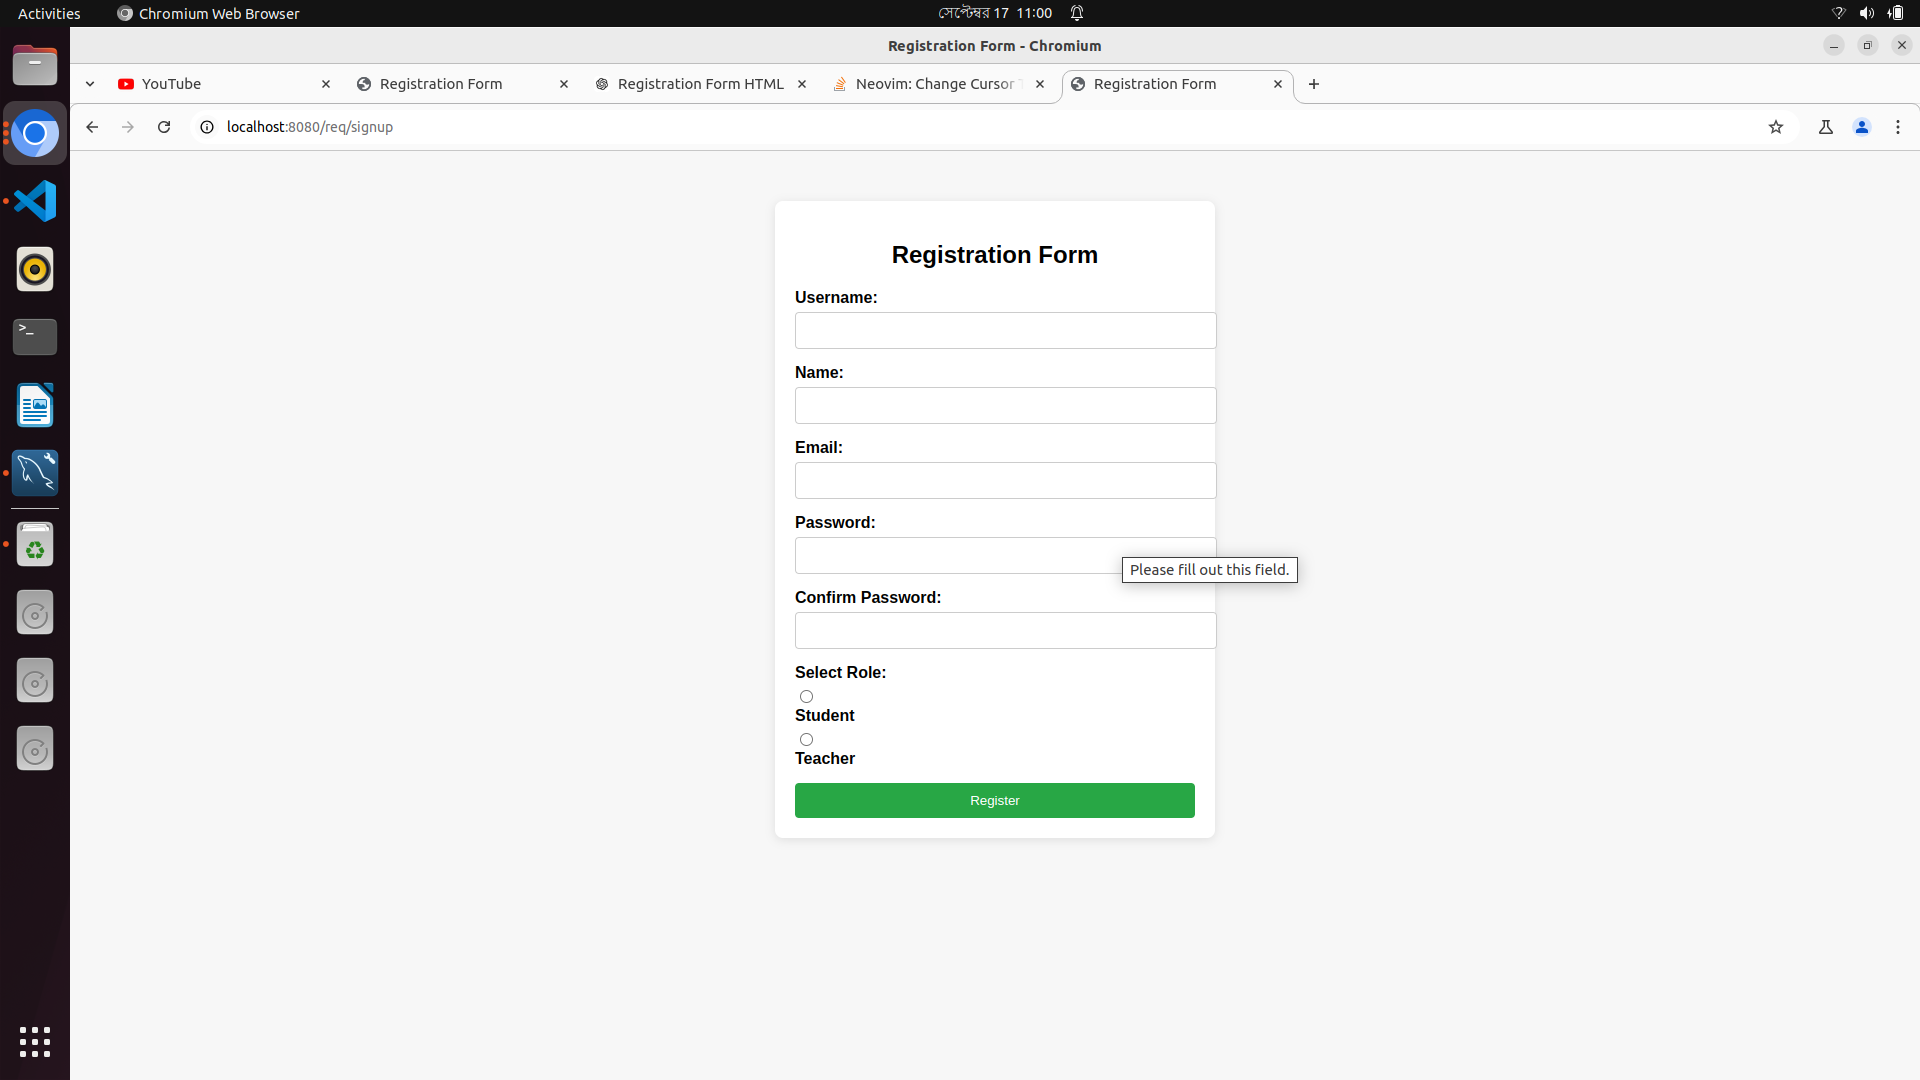 Activities
Chromium Web Browser
সেপ্টেম্বর 17 11:00
Registration Form - Chromium
YouTube
Registration Form
Registration Form HTML
Neovim: Change Cursor
Registration Form
localhost:8080/req/signup
Registration Form
Username:
Name:
Email:
Password:
Please fill out this field.
Confirm Password:
Select Role:
Student
Teacher
Register